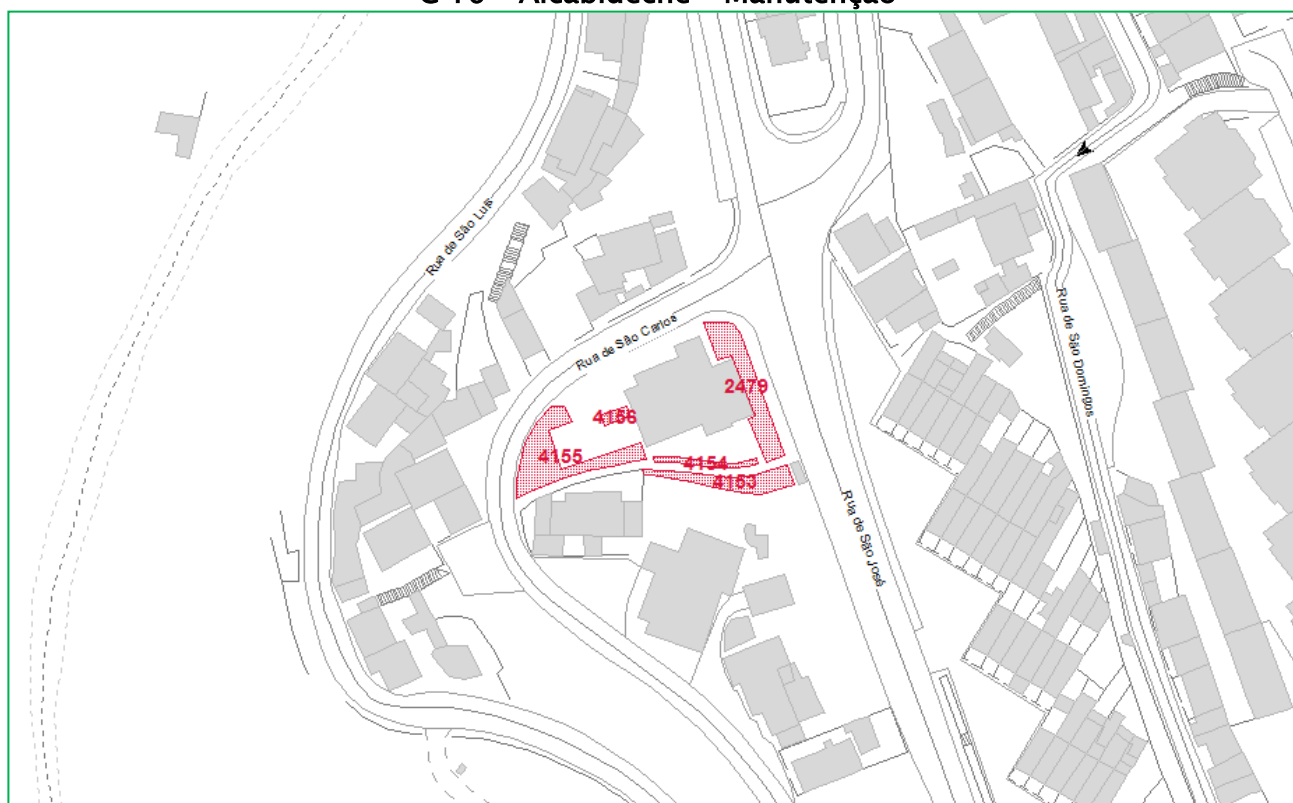 Alcabideche - Manutenção
Rua de São Luís
Rua de São Carlos
Rua de São Domingos
2479
4156
4155
4154
4153
Rua de São José